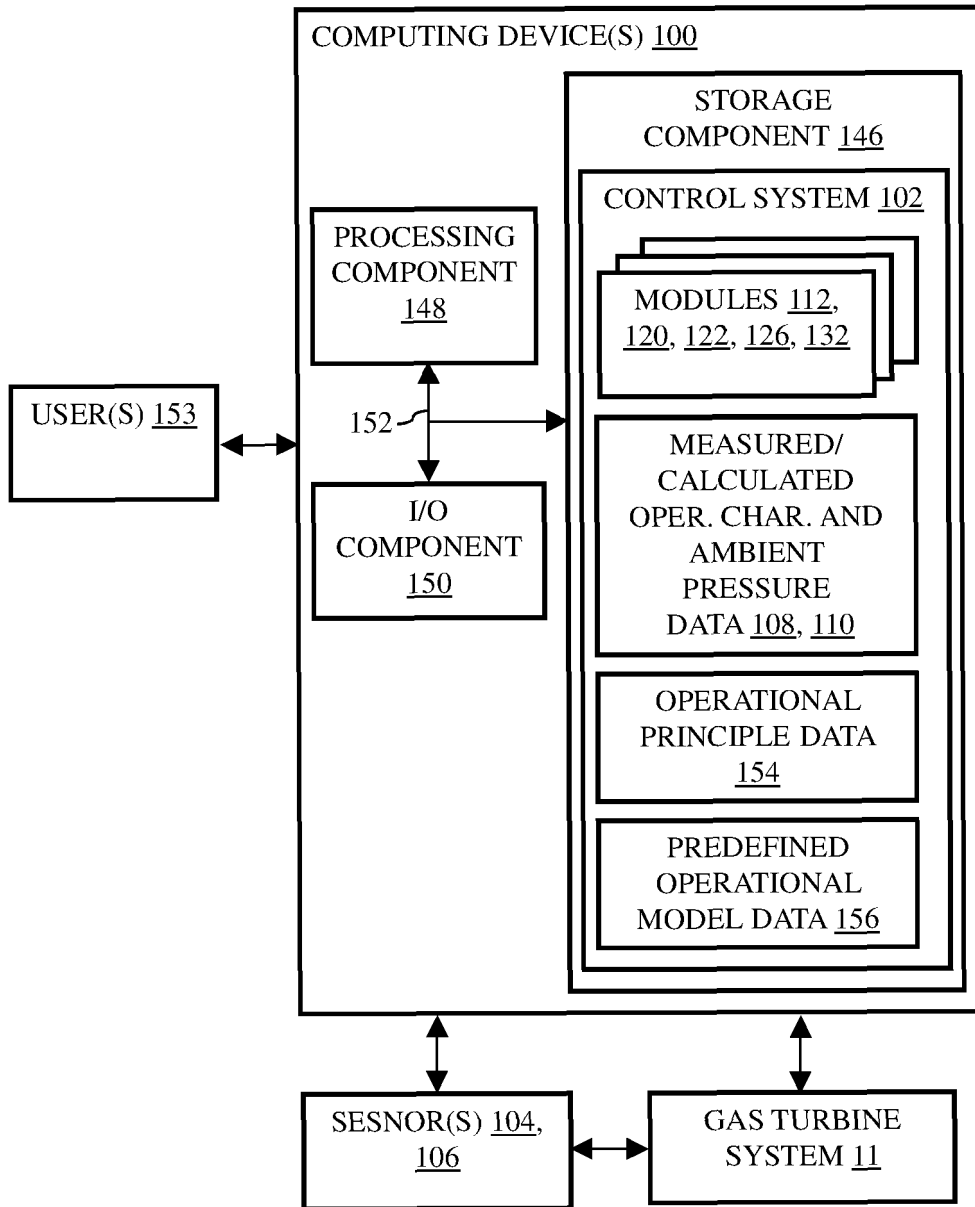 COMPUTING DEVICE(S) 100
STORAGE
COMPONENT 146
CONTROL SYSTEM 102
PROCESSING
COMPONENT
148
MODULES 112,
120, 122, 126, 132
USER(S) 153
152
I/O
COMPONENT
150
MEASURED/
CALCULATED
OPER. CHAR. AND
AMBIENT
PRESSURE
DATA 108, 110
OPERATIONAL
PRINCIPLE DATA
154
PREDEFINED
OPERATIONAL
MODEL DATA 156
SESNOR(S) 104,
106
GAS TURBINE
SYSTEM 11